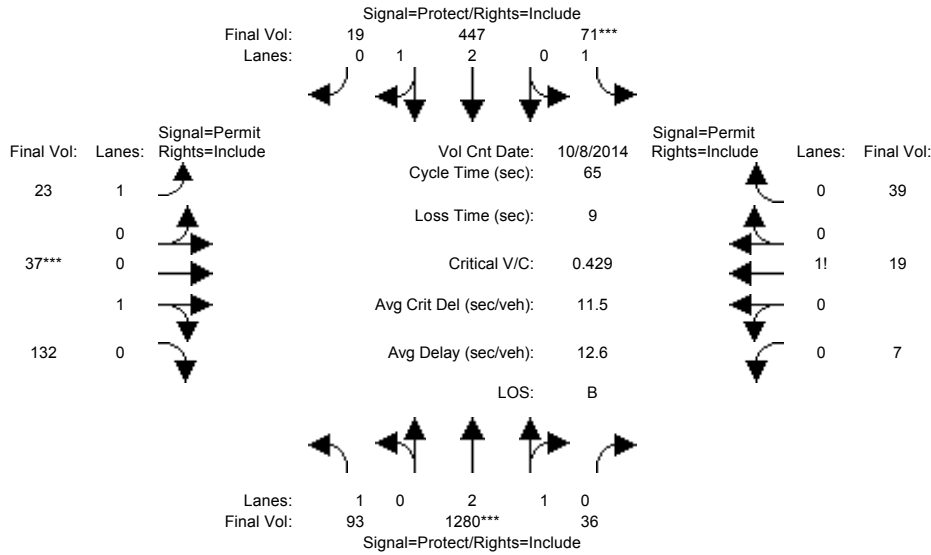 Signal=Protect/Rights=Include
Final Vol: 19 447 71***
Lanes: 0 1 2 0 1
Signal=Permit Signal=Permit
Final Vol: Lanes: Rights=Include Vol Cnt Date: 10/8/2014 Rights=Include Lanes: Final Vol:
Cycle Time (sec): 65
23 1 0 39
Loss Time (sec): 9
0 0
37*** 0 Critical V/C: 0.429 1! 19
1 Avg Crit Del (sec/veh): 11.5 0
132 0 Avg Delay (sec/veh): 12.6 0 7
LOS: B
Lanes: 1 0 2 1 0
Final Vol: 93 1280*** 36
Signal=Protect/Rights=Include